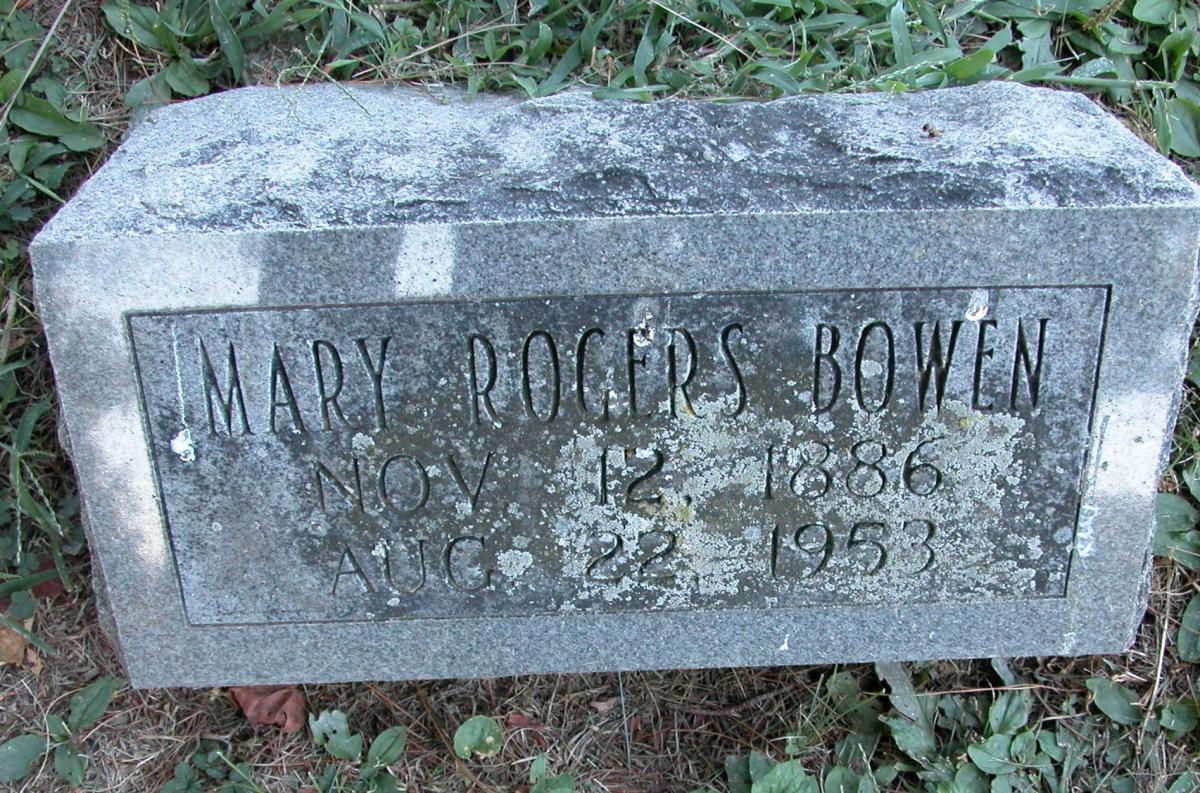 MARY ROGERS BOWEN
NOV 12, 1886
AUG 22, 1953